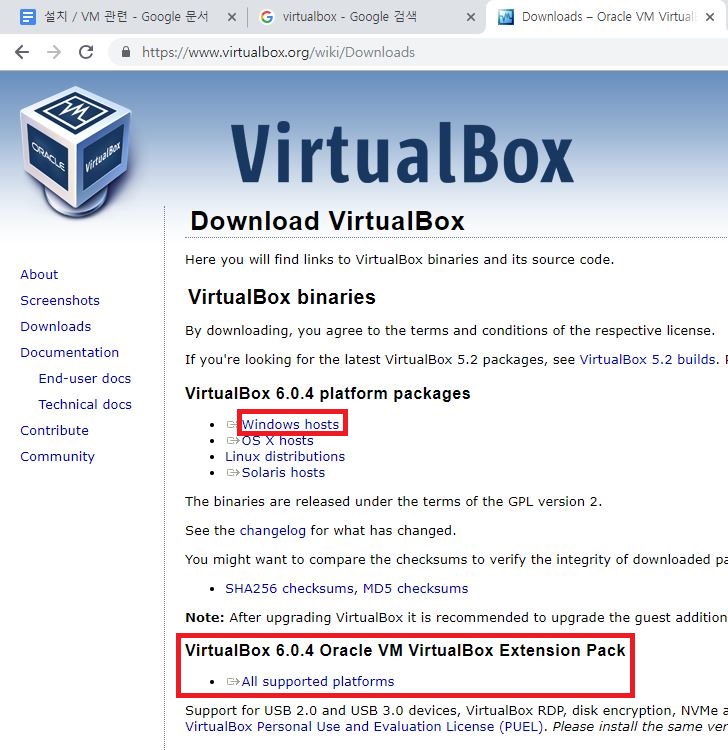 설치 / VM 관련 - Google 문서
virtualbox - Google 검색
Downloads – Oracle VM Virtual
https://www.virtualbox.org/wiki/Downloads
ORACLE
VirtualBox
VirtualBox
Download VirtualBox
Here you will find links to VirtualBox binaries and its source code.
VirtualBox binaries
By downloading, you agree to the terms and conditions of the respective license.
If you're looking for the latest VirtualBox 5.2 packages, see VirtualBox 5.2 builds.
VirtualBox 6.0.4 platform packages
Windows hosts
OS X hosts
Linux distributions
Solaris hosts
The binaries are released under the terms of the GPL version 2.
See the changelog for what has changed.
You might want to compare the checksums to verify the integrity of downloaded
SHA256 checksums, MD5 checksums
Note: After upgrading VirtualBox it is recommended to upgrade the guest addition
VirtualBox 6.0.4 Oracle VM VirtualBox Extension Pack
All supported platforms
Support for USB 2.0 and USB 3.0 devices, VirtualBox RDP, disk encryption, NVMe
VirtualBox Personal Use and Evaluation License (PUEL). Please install the same
About
Screenshots
Downloads
Documentation
End-user docs
Technical docs
Contribute
Community